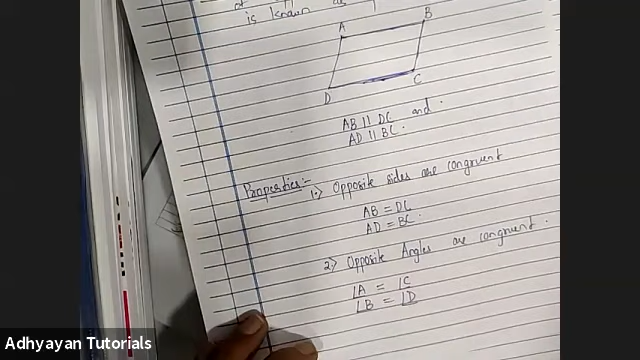 is known as
A
B
D
C
AB || DC and
AD || BC.
Properties:-
1.) Opposite sides are congruent
AB = DC
AD = BC.
2.) Opposite Angles are congruent.
∠A = ∠C
∠B = ∠D
Adhyayan Tutorials